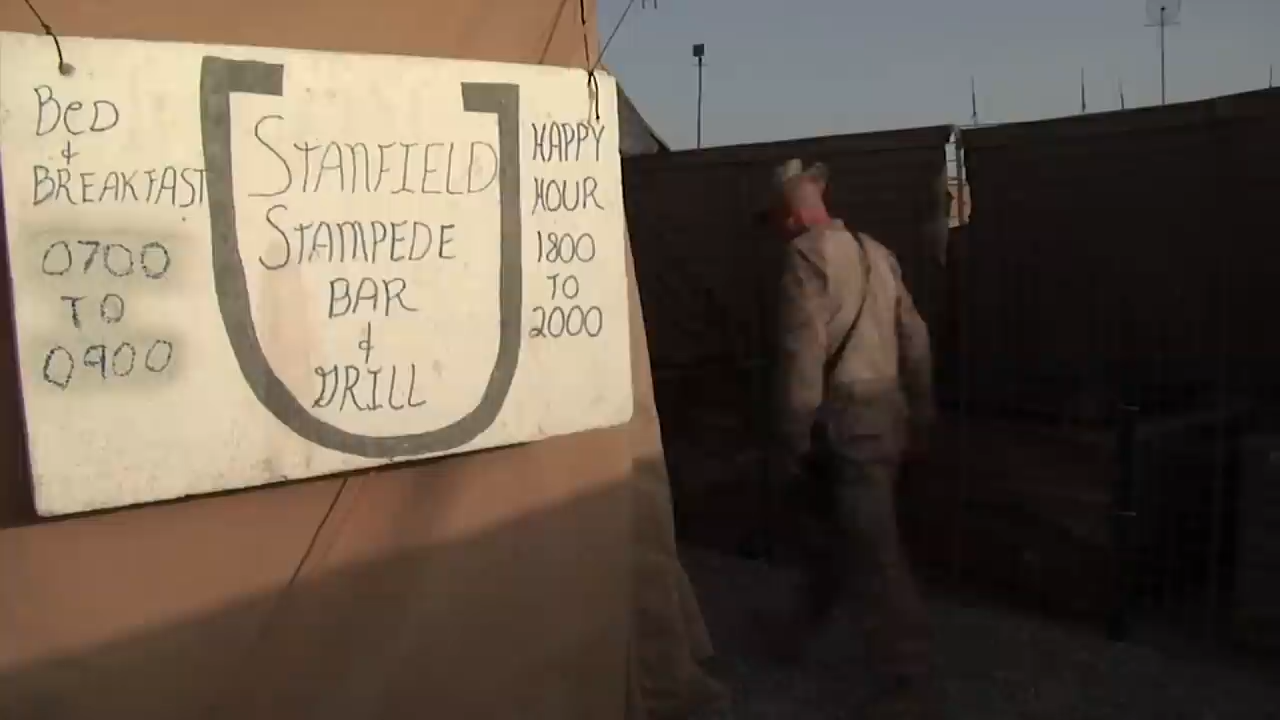 BeD
&
BREAKFAST
0700
TO
0900
STANFIELD
STAMPEDE
BAR
&
GRILL
HAPPY
HOUR
1800
TO
2000